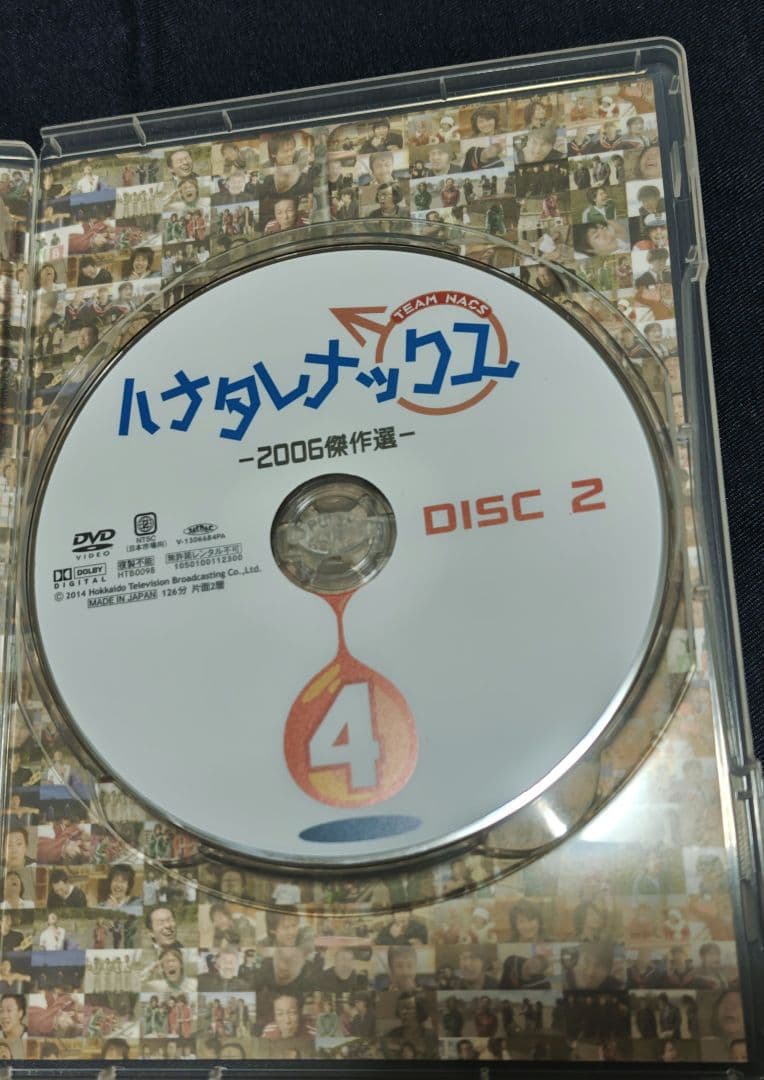 TEAM NACS
ハナタレナックス
-2006傑作選-
DISC 2
DVD
VIDEO
2
NTSC
(日本市場向)
V-1306684PA
DOLBY
DIGITAL
複製不能
HTB0098
無許諾レンタル不可
1050100112300
© 2014 Hokkaido Television Broadcasting Co.,Ltd.
MADE IN JAPAN 126分 片面2層
4